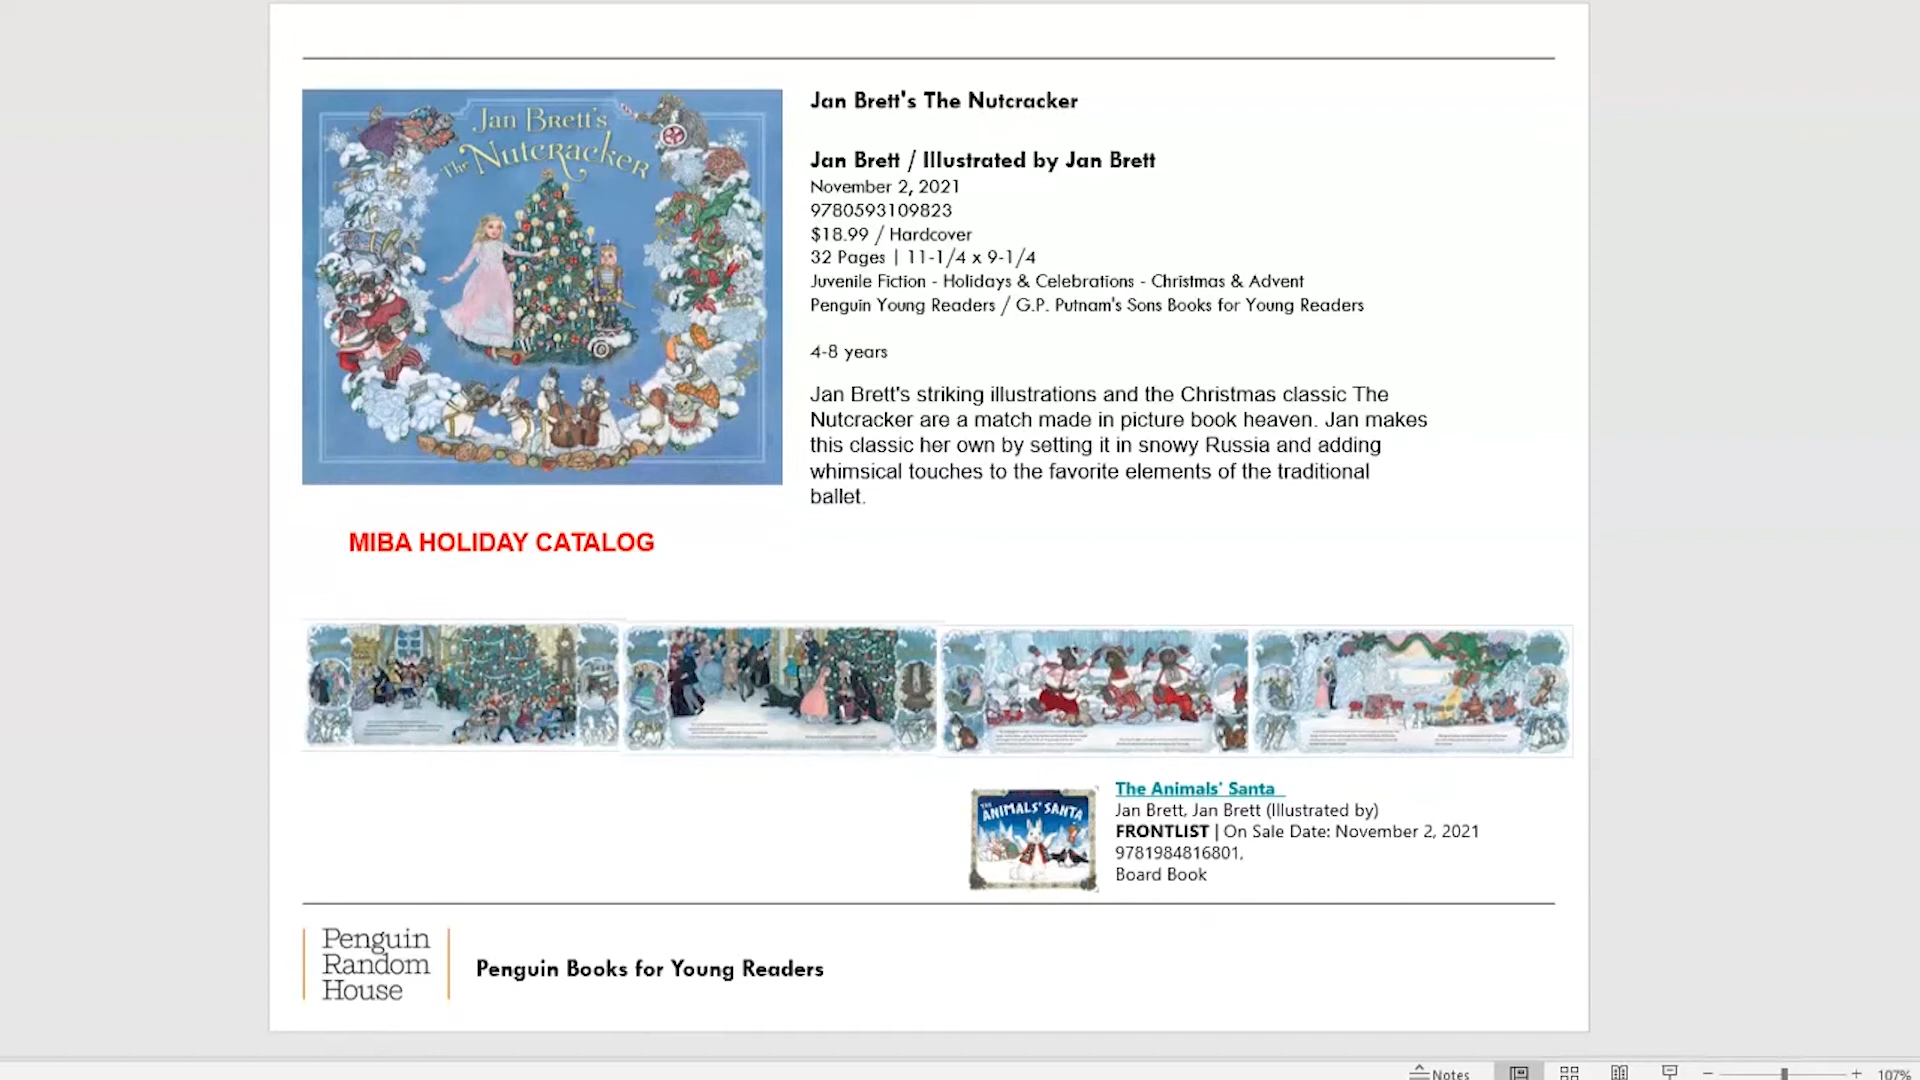 Jan Brett's
The Nutcracker
Jan Brett's The Nutcracker
Jan Brett / Illustrated by Jan Brett
November 2, 2021
9780593109823
$18.99 / Hardcover
32 Pages | 11-1/4 x 9-1/4
Juvenile Fiction - Holidays & Celebrations - Christmas & Advent
Penguin Young Readers / G.P. Putnam's Sons Books for Young Readers
4-8 years
Jan Brett's striking illustrations and the Christmas classic The
Nutcracker are a match made in picture book heaven. Jan makes
this classic her own by setting it in snowy Russia and adding
whimsical touches to the favorite elements of the traditional
ballet.
MIBA HOLIDAY CATALOG
THE
ANIMALS' SANTA
The Animals' Santa
Jan Brett, Jan Brett (Illustrated by)
FRONTLIST | On Sale Date: November 2, 2021
9781984816801,
Board Book
Penguin
Random
House
Penguin Books for Young Readers
Notes
107%